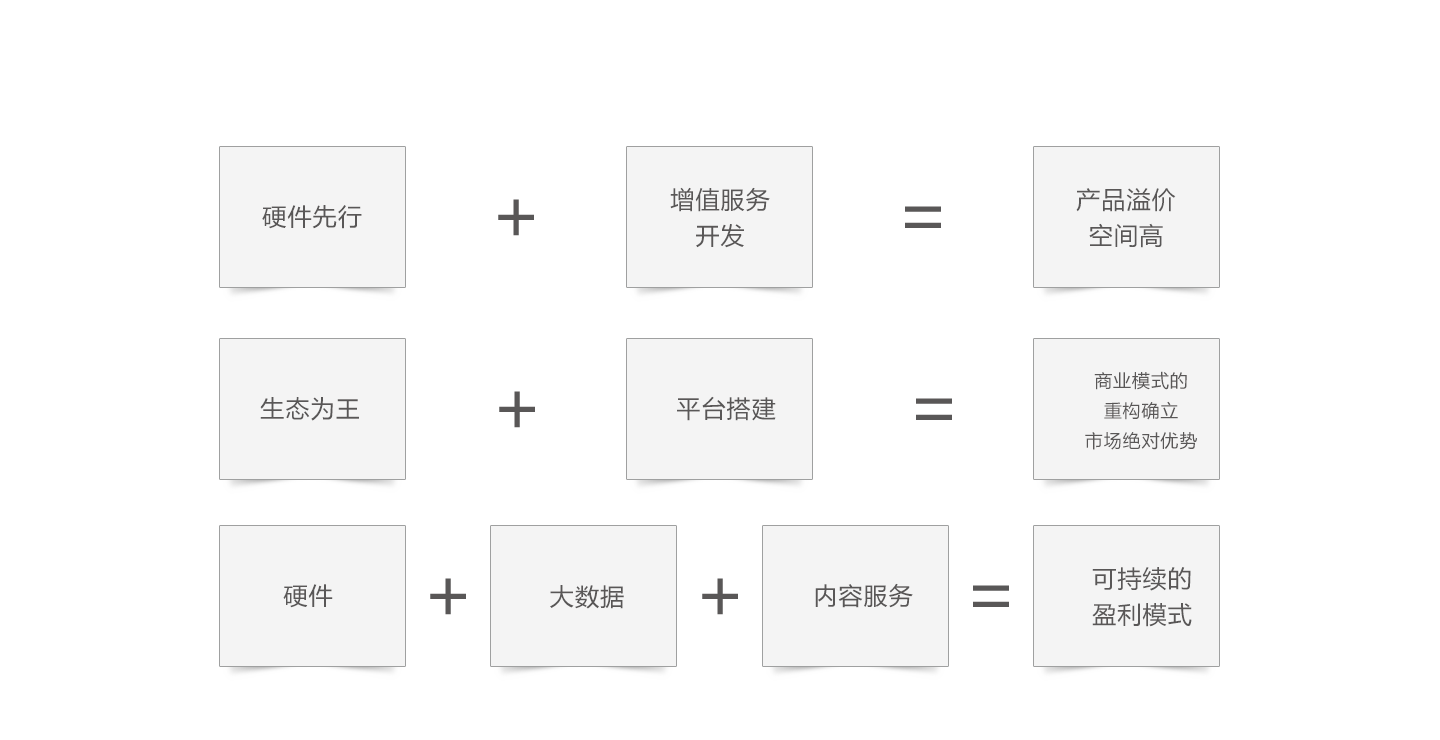 硬件先行
+
增值服务
开发
=
产品溢价
空间高
生态为王
+
平台搭建
=
商业模式的
重构确立
市场绝对优势
硬件
+
大数据
+
内容服务
=
可持续的
盈利模式